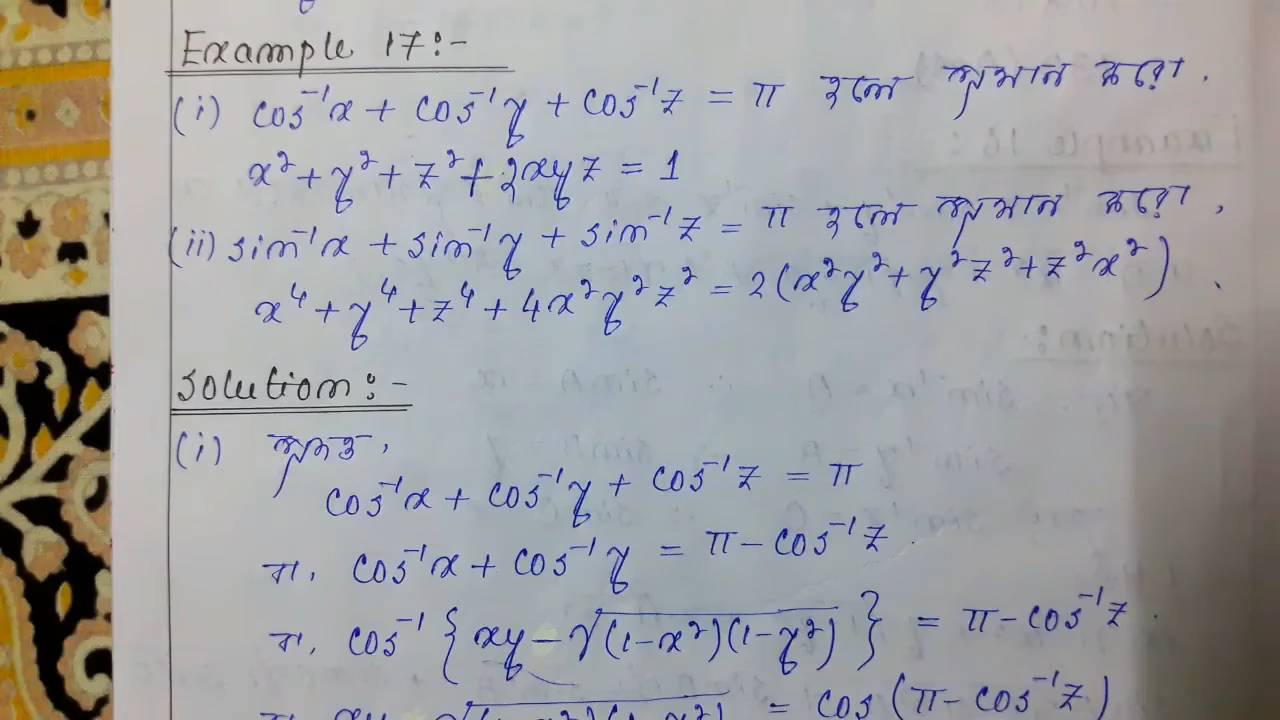 Example 17:-
(i) cos⁻¹x + cos⁻¹y + cos⁻¹z = π হলে প্রমাণ করো,
x² + y² + z² + 2xyz = 1
(ii) sin⁻¹x + sin⁻¹y + sin⁻¹z = π হলে প্রমাণ করো,
x⁴ + y⁴ + z⁴ + 4x²y²z² = 2(x²y² + y²z² + z²x²)
Solution:-
(i) প্রদত্ত,
cos⁻¹x + cos⁻¹y + cos⁻¹z = π
বা, cos⁻¹x + cos⁻¹y = π - cos⁻¹z
বা, cos⁻¹{xy - √(1-x²)(1-y²)} = π - cos⁻¹z
= cos(π - cos⁻¹z)